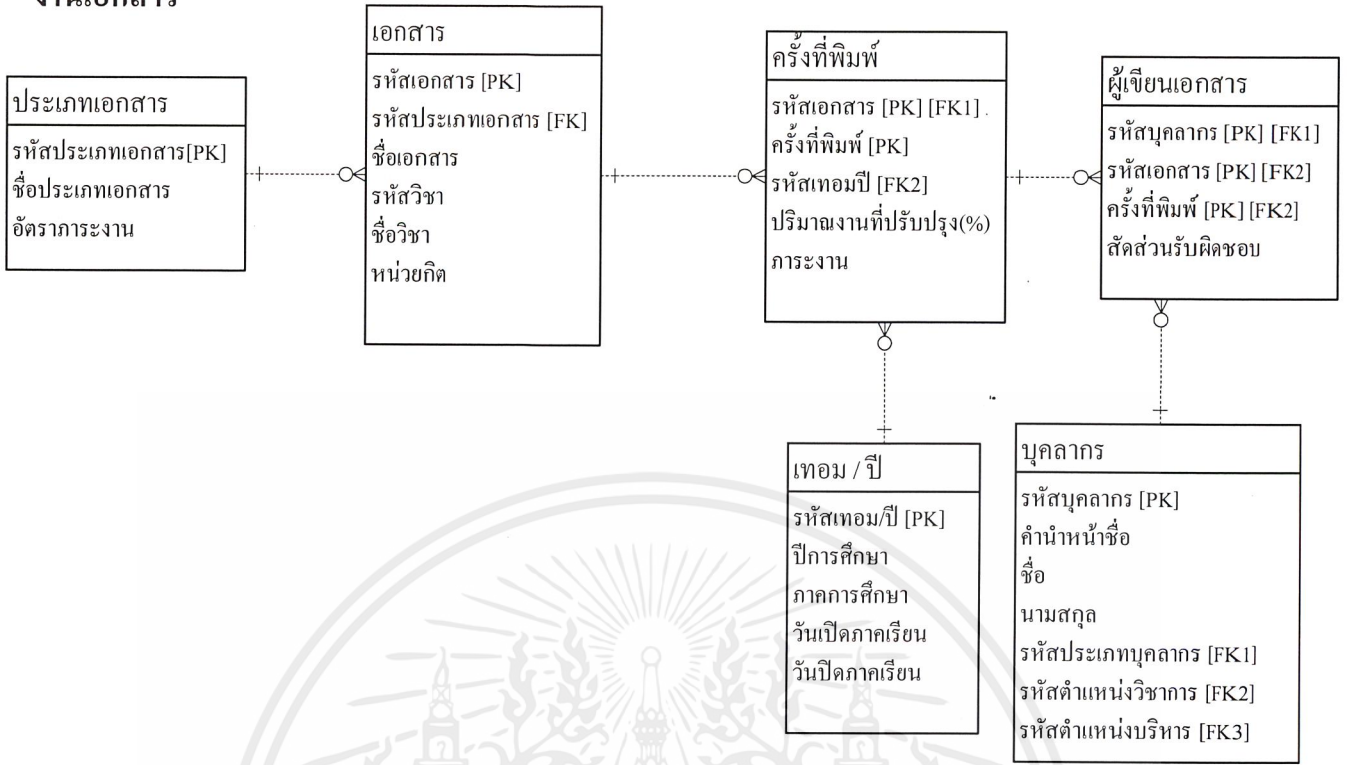 งานเอกสาร
ประเภทเอกสาร
รหัสประเภทเอกสาร[PK]
ชื่อประเภทเอกสาร
อัตราภาระงาน
เอกสาร
รหัสเอกสาร [PK]
รหัสประเภทเอกสาร [FK]
ชื่อเอกสาร
รหัสวิชา
ชื่อวิชา
หน่วยกิต
ครั้งที่พิมพ์
รหัสเอกสาร [PK] [FK1]
ครั้งที่พิมพ์ [PK]
รหัสเทอมปี [FK2]
ปริมาณงานที่ปรับปรุง(%)
ภาระงาน
ผู้เขียนเอกสาร
รหัสบุคลากร [PK] [FK1]
รหัสเอกสาร [PK] [FK2]
ครั้งที่พิมพ์ [PK] [FK2]
สัดส่วนรับผิดชอบ
เทอม / ปี
รหัสเทอม/ปี [PK]
ปีการศึกษา
ภาคการศึกษา
วันเปิดภาคเรียน
วันปิดภาคเรียน
บุคลากร
รหัสบุคลากร [PK]
คำนำหน้าชื่อ
ชื่อ
นามสกุล
รหัสประเภทบุคลากร [FK1]
รหัสตำแหน่งวิชาการ [FK2]
รหัสตำแหน่งบริหาร [FK3]